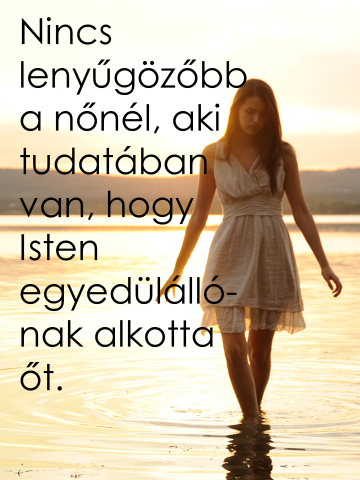 Nincs
lenyűgözőbb
a nőnél, aki
tudatában
van, hogy
Isten
egyedülálló-
nak alkotta
őt.